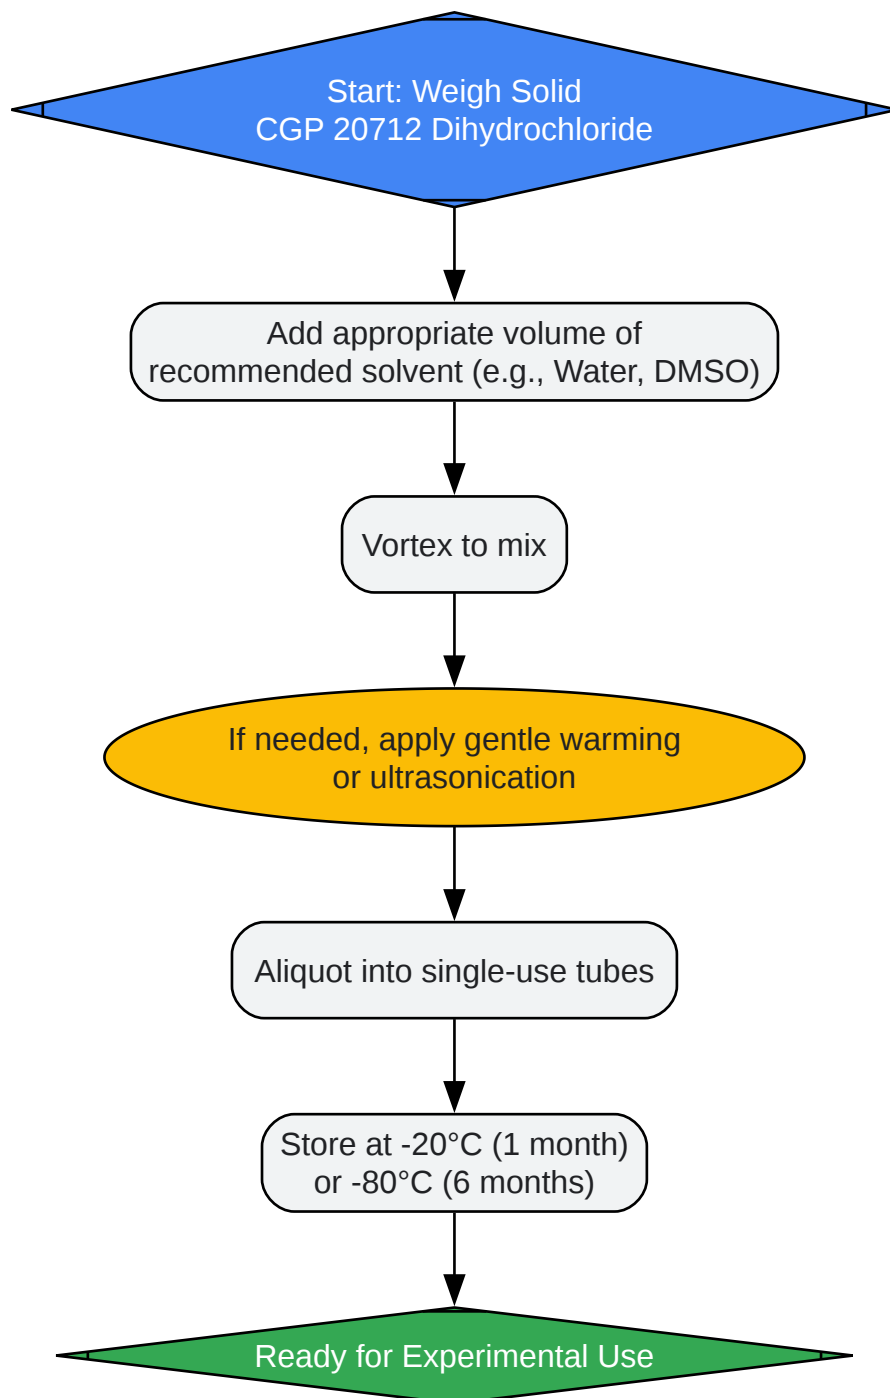 Start: Weigh Solid
CGP 20712 Dihydrochloride
Add appropriate volume of
recommended solvent (e.g., Water, DMSO)
Vortex to mix
If needed, apply gentle warming
or ultrasonication
Aliquot into single-use tubes
Store at -20°C (1 month)
or -80°C (6 months)
Ready for Experimental Use